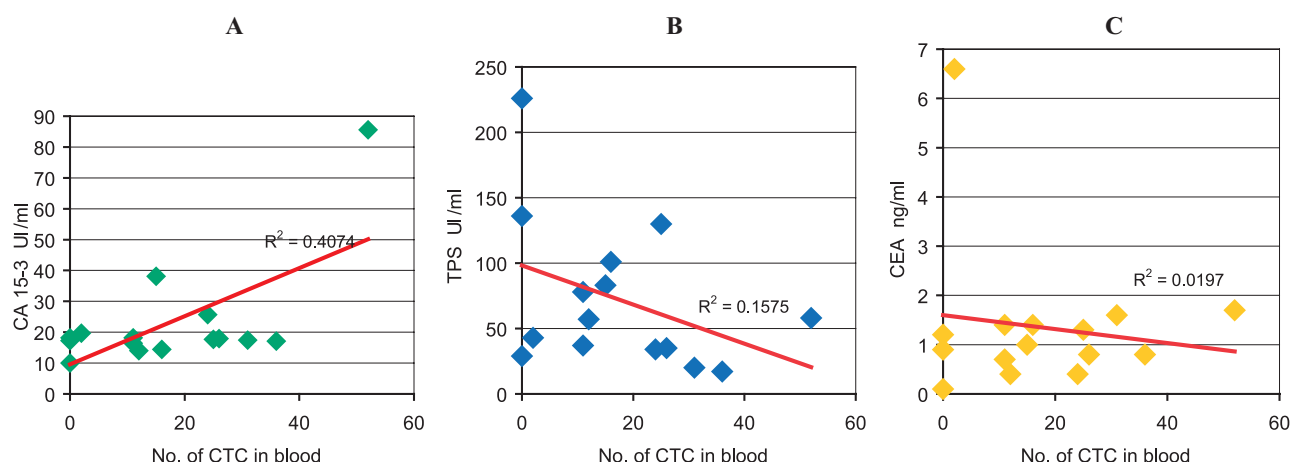 A
CA 15-3 UI/ml
90
80
70
60
50
40
30
20
10
0
R² = 0.4074
0 20 40 60
No. of CTC in blood
B
TPS UI/ml
250
200
150
100
50
0
R² = 0.1575
0 20 40 60
No. of CTC in blood
C
CEA ng/ml
7
6
5
4
3
2
1
0
R² = 0.0197
0 20 40 60
No. of CTC in blood